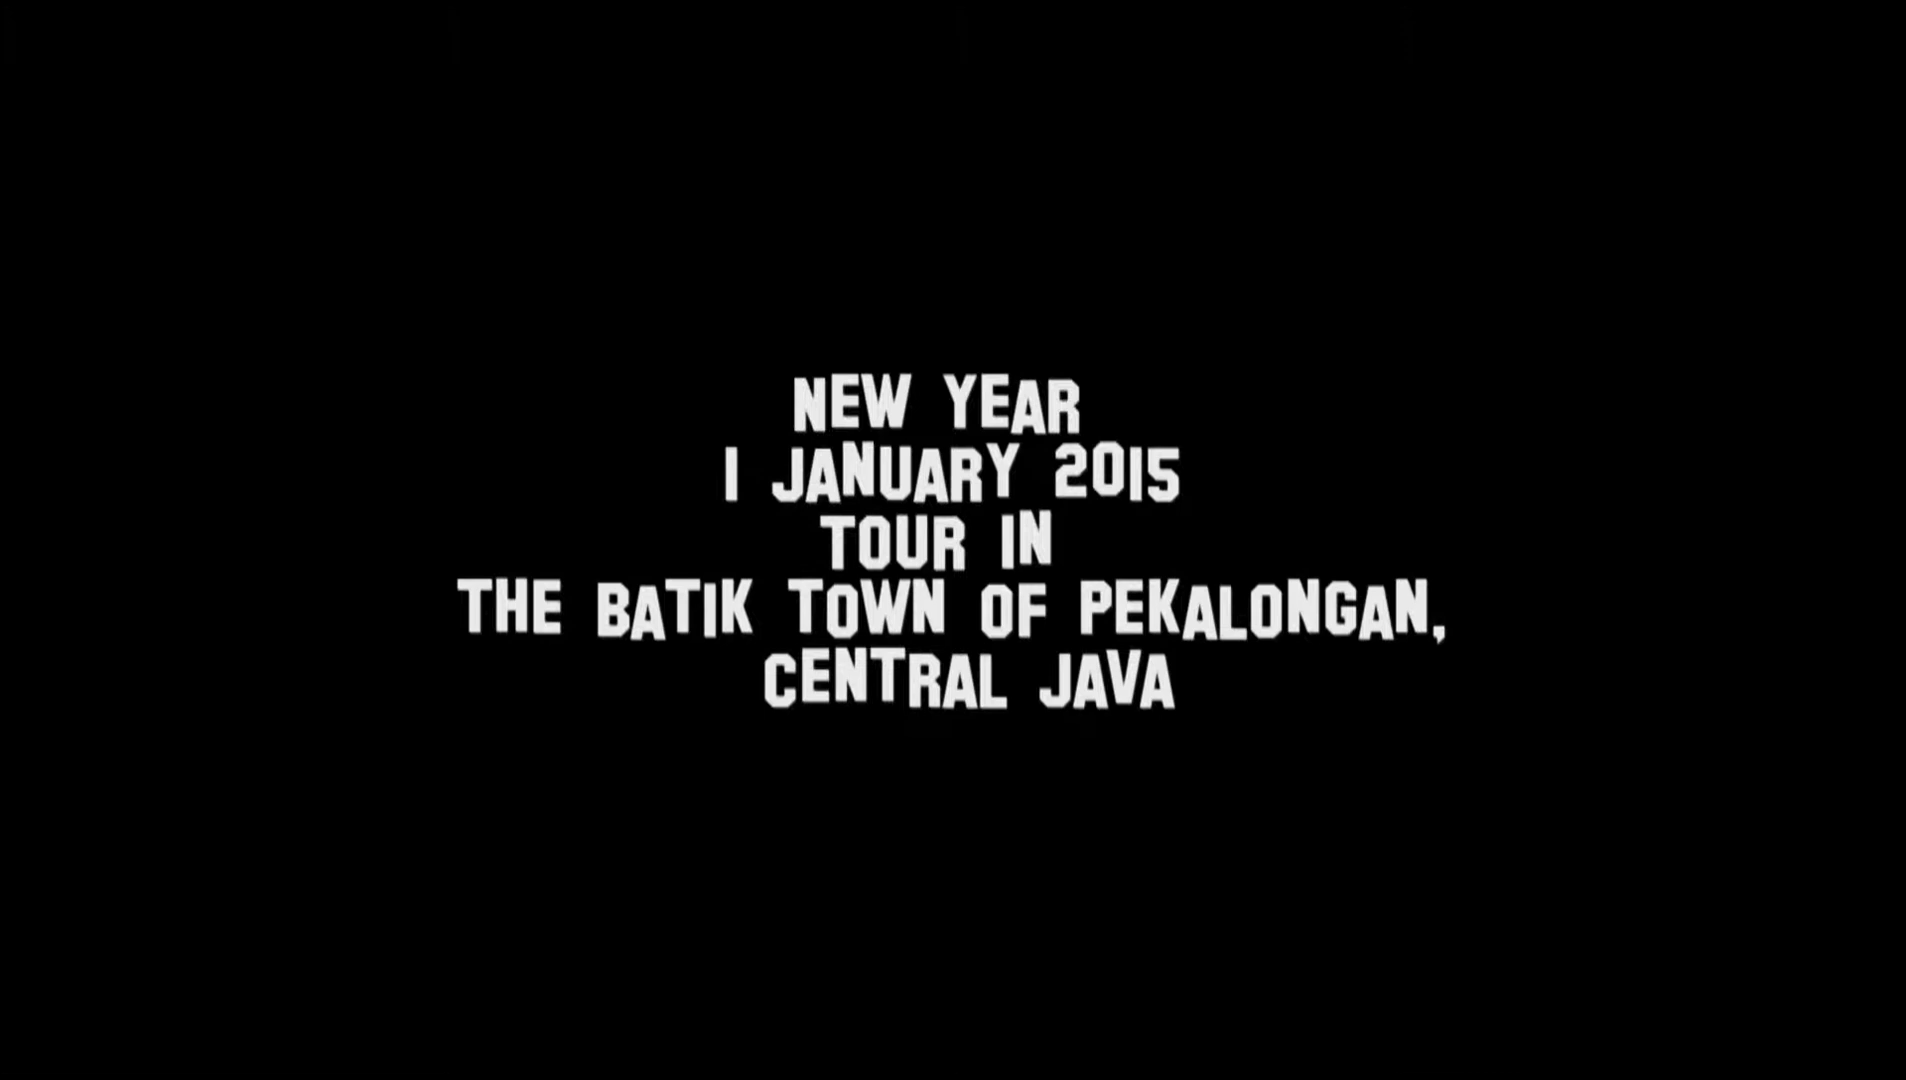 NEW YEAR
1 JANUARY 2015
TOUR IN
THE BATIK TOWN OF PEKALONGAN,
CENTRAL JAVA